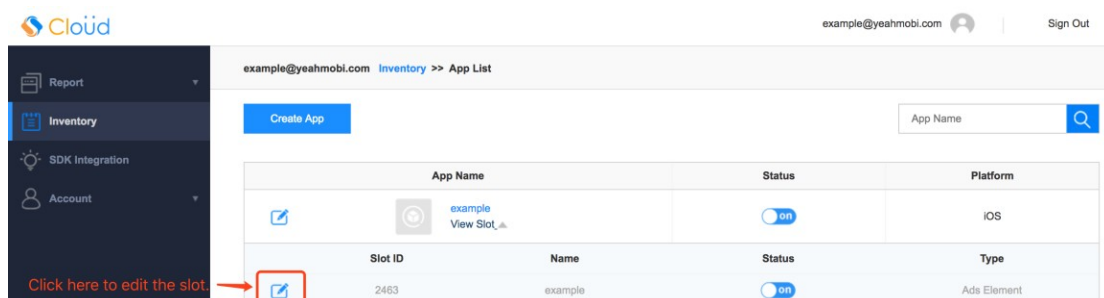 Cloüd
example@yeahmobi.com Sign Out
example@yeahmobi.com Inventory >> App List
Report
Inventory
SDK Integration
Account
Create App
App Name
App Name Status Platform
example
View Slot
on
iOS
Slot ID Name Status Type
Click here to edit the slot.
2463 example on Ads Element